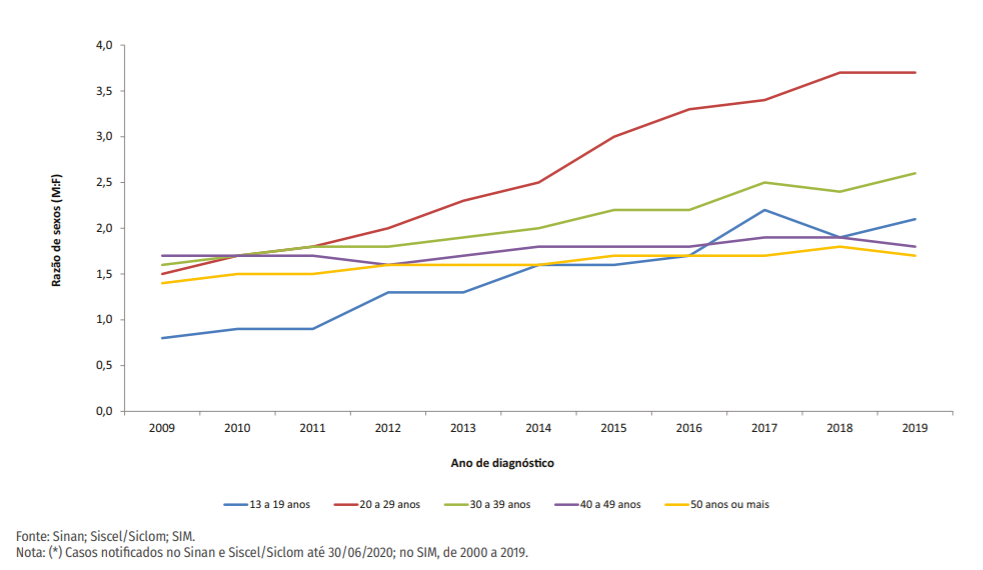 4,0
3,5
3,0
2,5
2,0
1,5
1,0
0,5
0,0
Razão de sexos (M:F)
2009 2010 2011 2012 2013 2014 2015 2016 2017 2018 2019
Ano de diagnóstico
13 a 19 anos 20 a 29 anos 30 a 39 anos 40 a 49 anos 50 anos ou mais
Fonte: Sinan; Siscel/Siclom; SIM.
Nota: (*) Casos notificados no Sinan e Siscel/Siclom até 30/06/2020; no SIM, de 2000 a 2019.